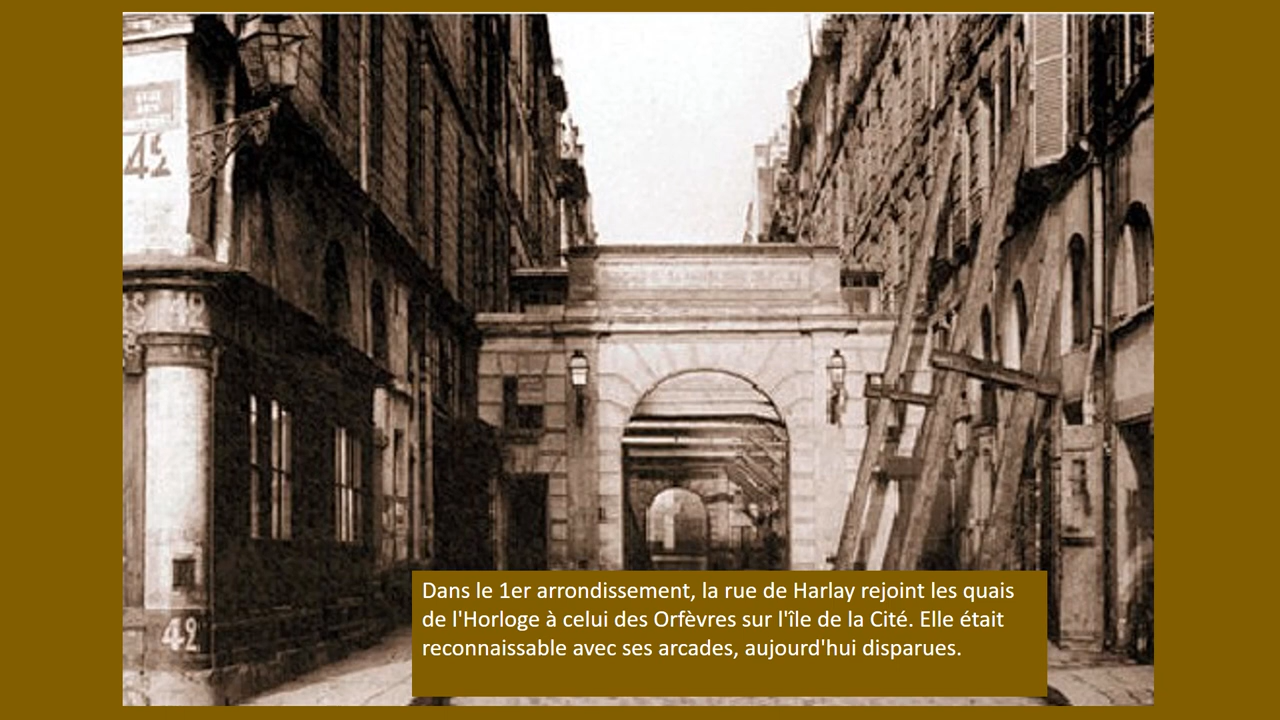 42
42
Dans le 1er arrondissement, la rue de Harlay rejoint les quais
de l'Horloge à celui des Orfèvres sur l'île de la Cité. Elle était
reconnaissable avec ses arcades, aujourd'hui disparues.